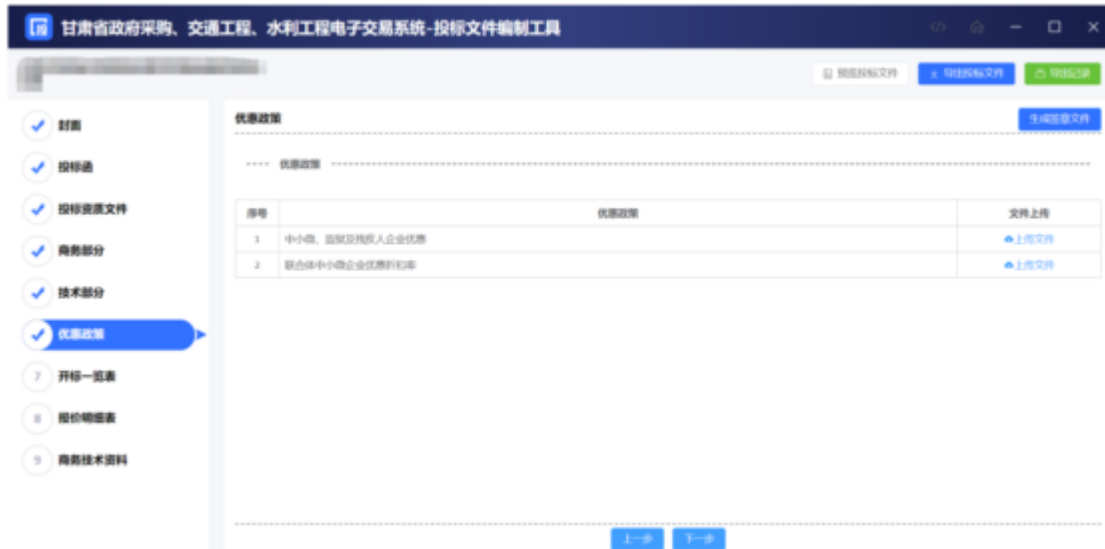 甘肃省政府采购、交通工程、水利工程电子交易系统-投标文件编制工具
预览投标文件 导出投标文件 导出记录
封面
投标函
投标资质文件
商务部分
技术部分
优惠政策
7 开标一览表
8 报价明细表
9 商务技术资料
优惠政策 生成签章文件
优惠政策
序号 优惠政策 文件上传
1 中小微、监狱及残疾人企业优惠 上传文件
2 联合体中小微企业优惠折扣率 上传文件
上一步 下一步